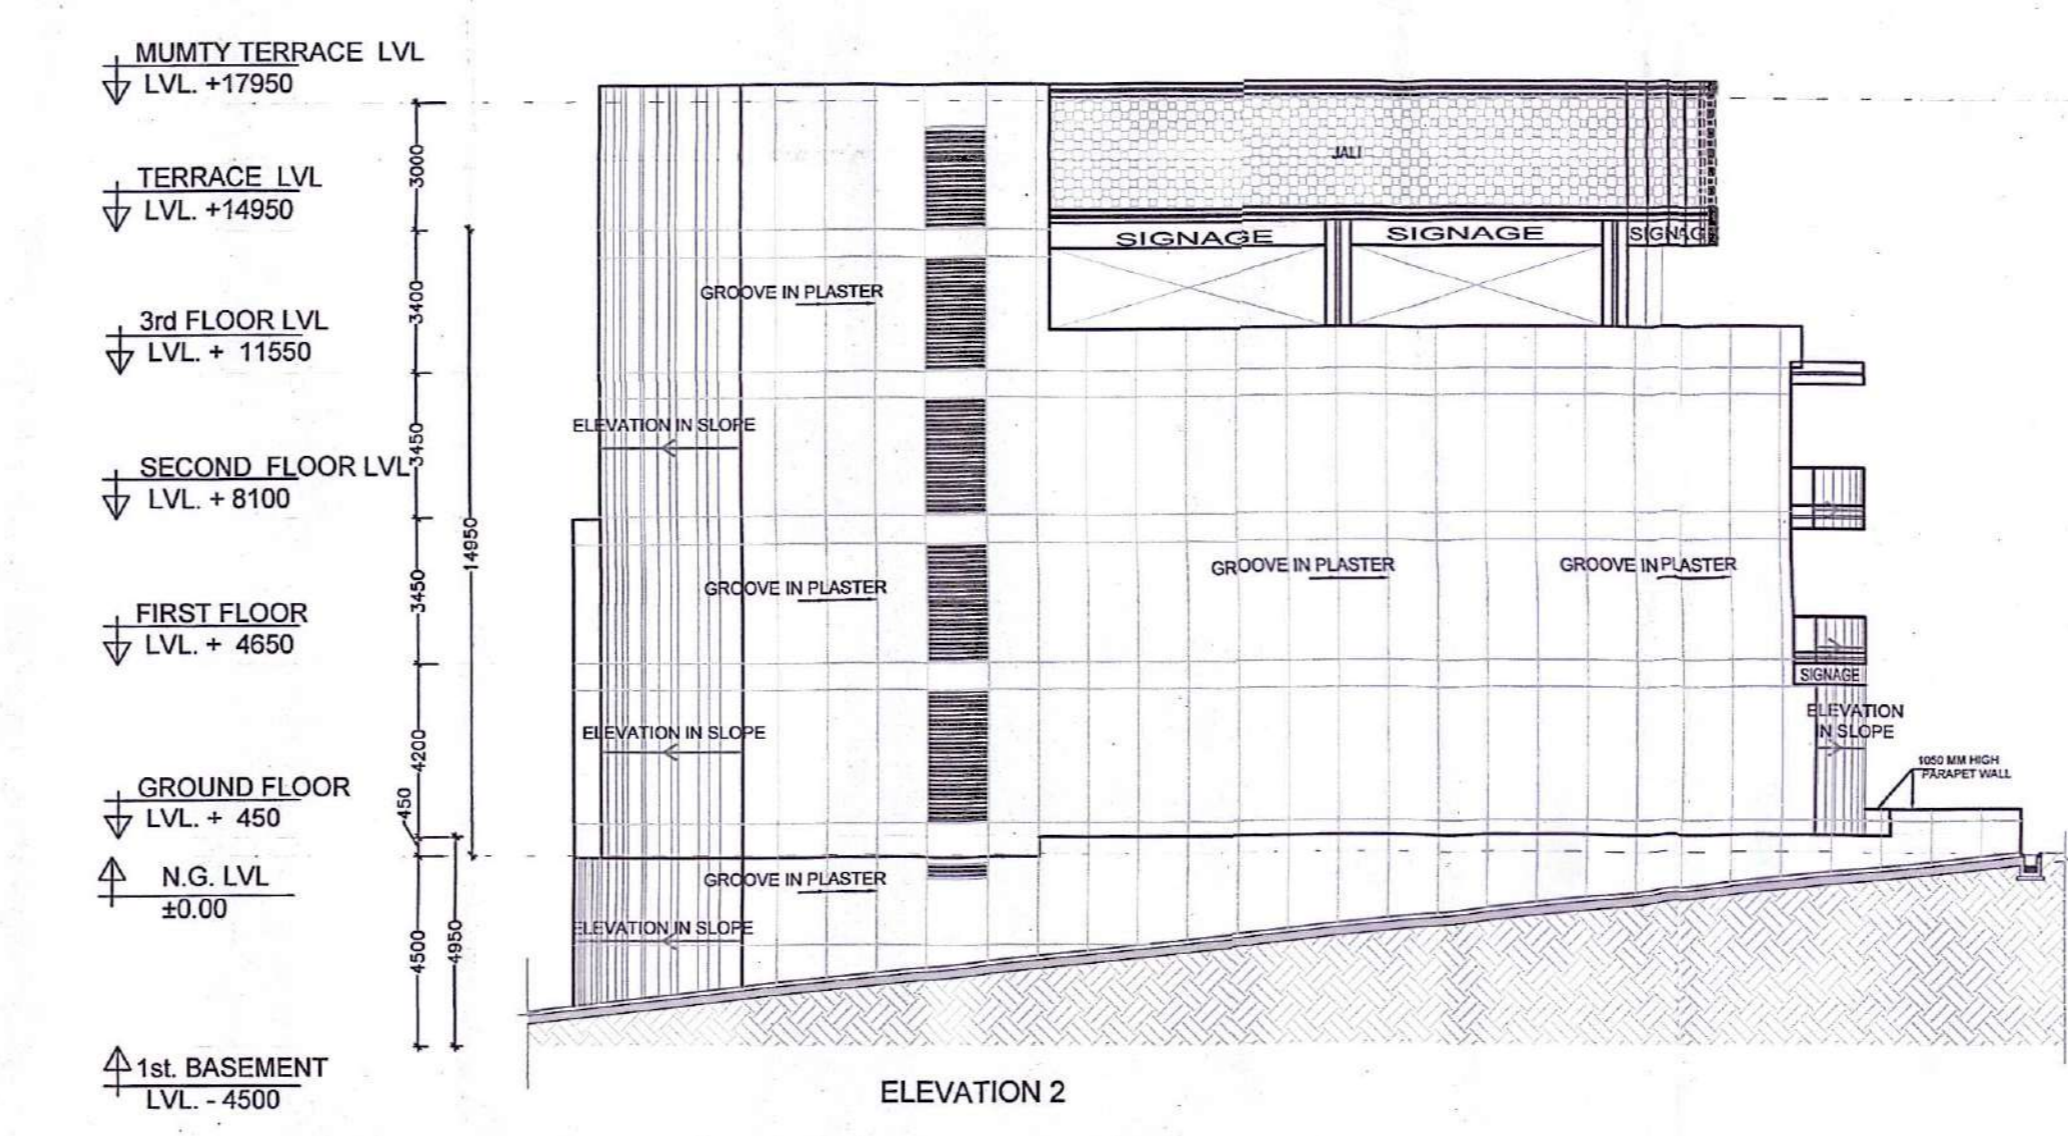 MUMTY TERRACE LVL
LVL. +17950
TERRACE LVL
LVL. +14950
3rd FLOOR LVL
LVL. + 11550
SECOND FLOOR LVL
LVL. + 8100
FIRST FLOOR
LVL. + 4650
GROUND FLOOR
LVL. + 450
N.G. LVL
±0.00
1st. BASEMENT
LVL. - 4500
3000
3400
3450
3450
4200
450
4500
14950
4950
JALI
SIGNAGE
SIGNAGE
SIGNAG
GROOVE IN PLASTER
ELEVATION IN SLOPE
GROOVE IN PLASTER
GROOVE IN PLASTER
GROOVE IN PLASTER
SIGNAGE
ELEVATION IN SLOPE
ELEVATION
IN SLOPE
1050 MM HIGH
PARAPET WALL
GROOVE IN PLASTER
ELEVATION IN SLOPE
ELEVATION 2